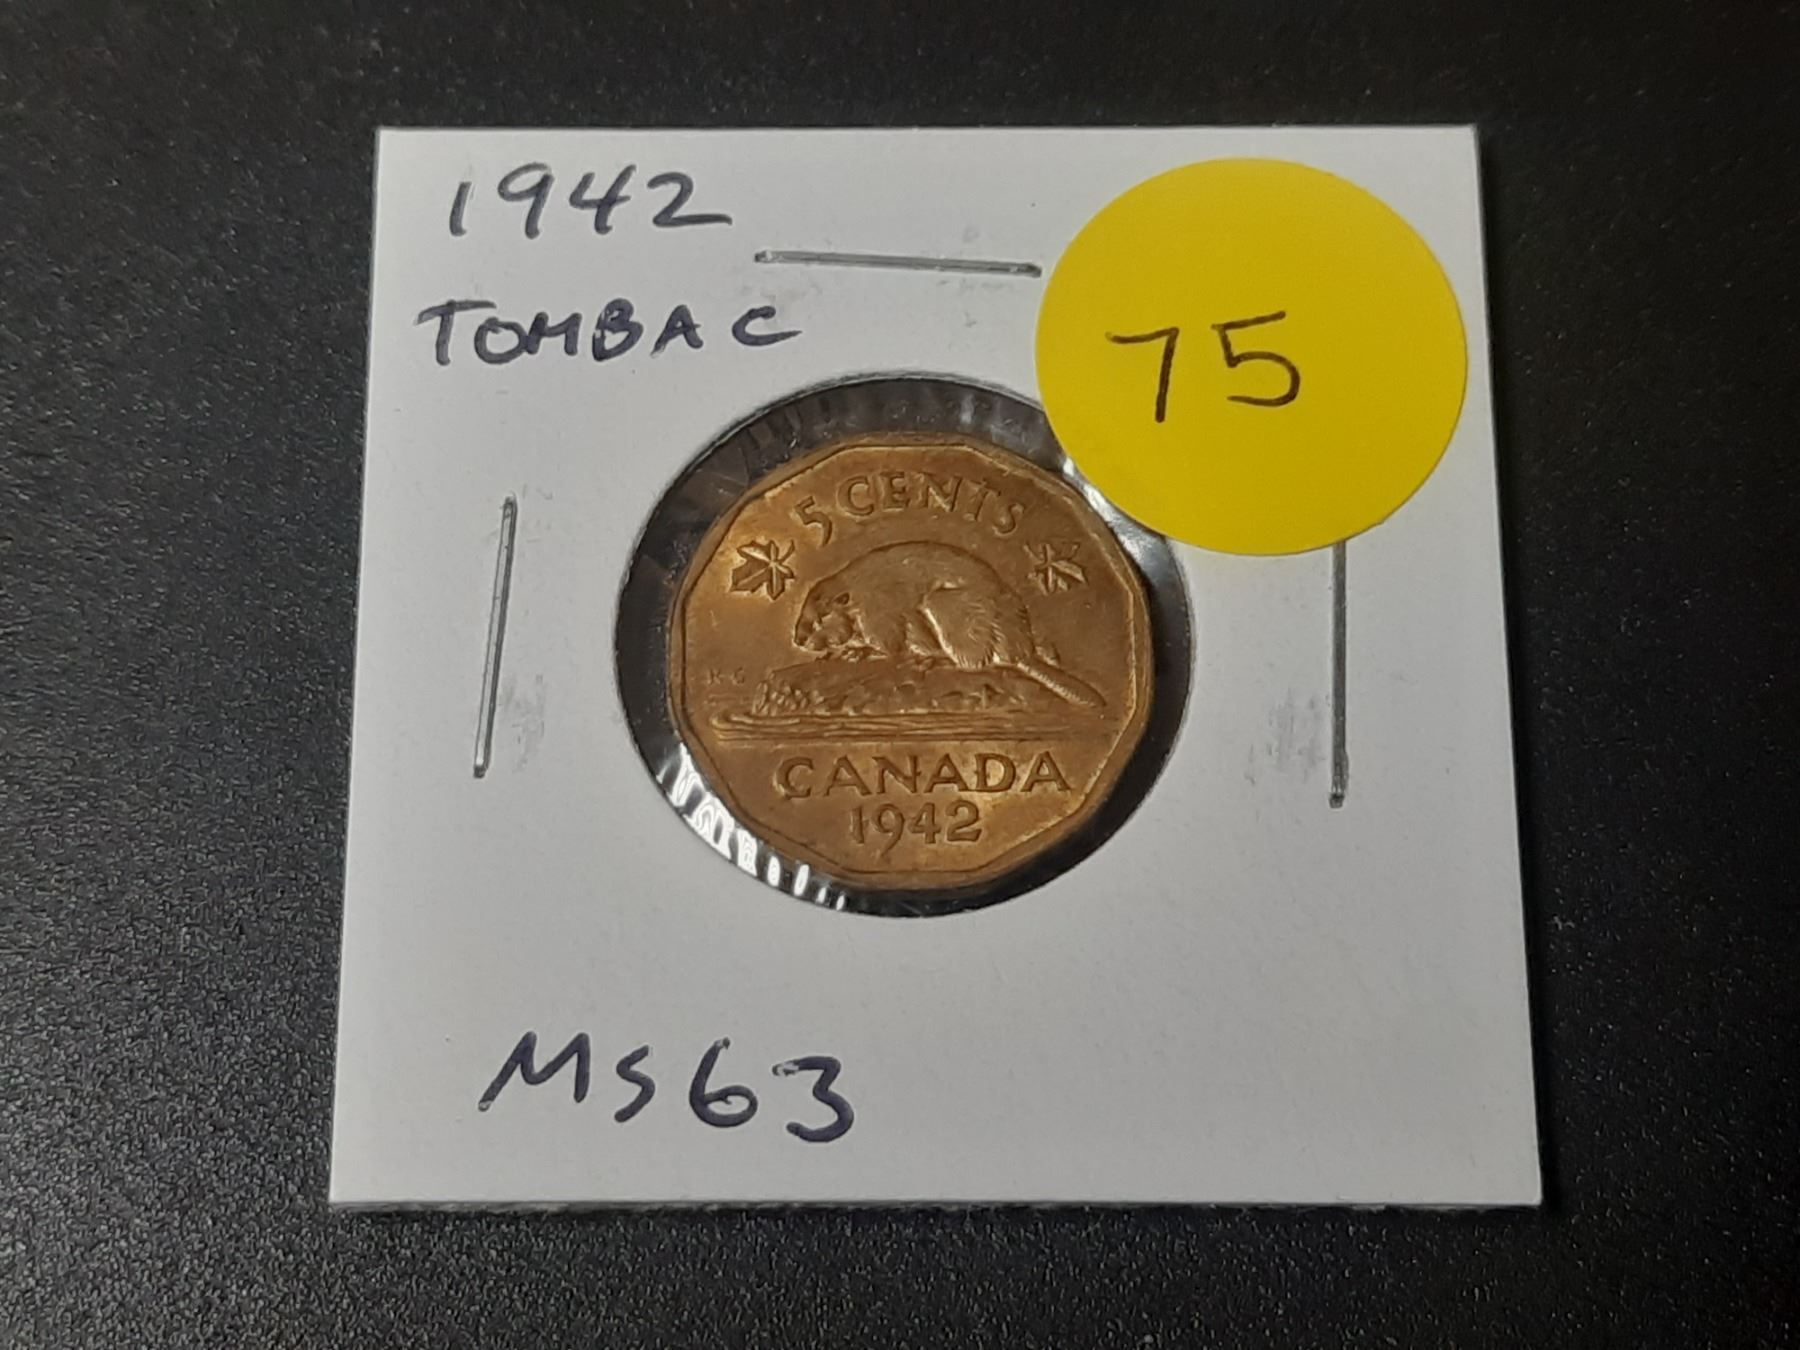 1942
TOMBAC
75
5 CENTS
K·G
CANADA
1942
MS63